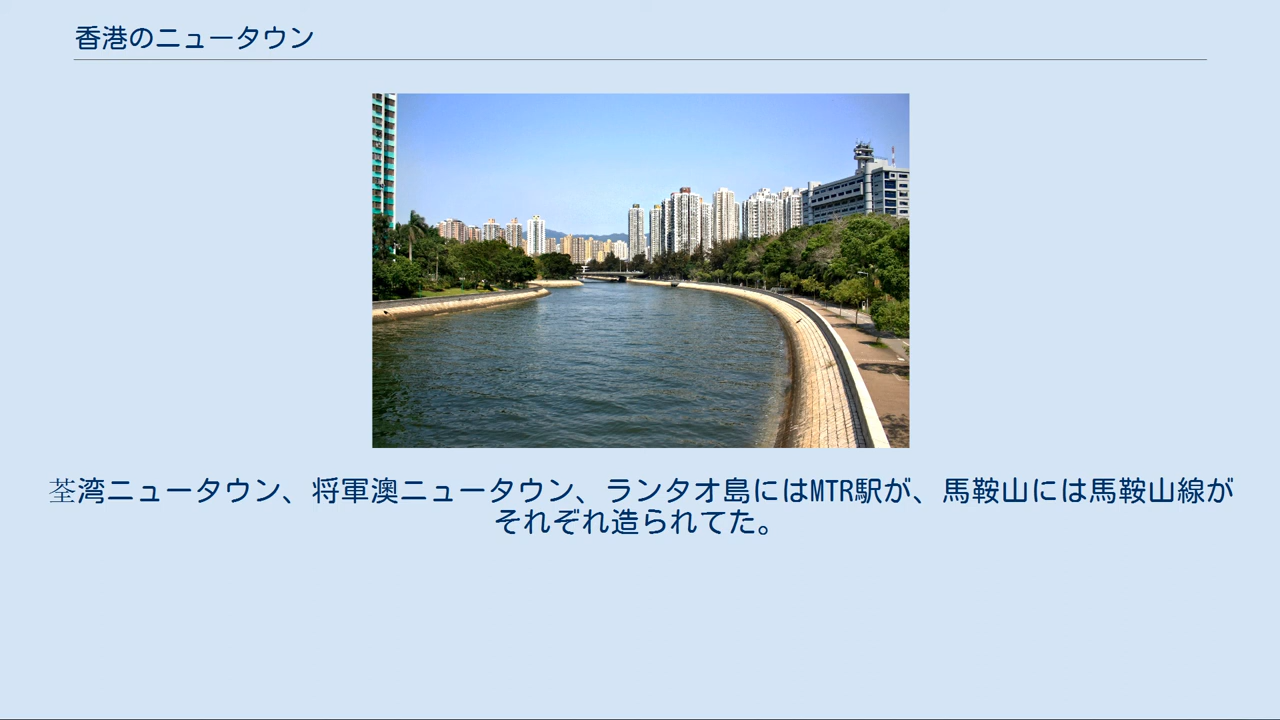 香港のニュータウン
荃湾ニュータウン、将軍澳ニュータウン、ランタオ島にはMTR駅が、馬鞍山には馬鞍山線が
それぞれ造られてた。